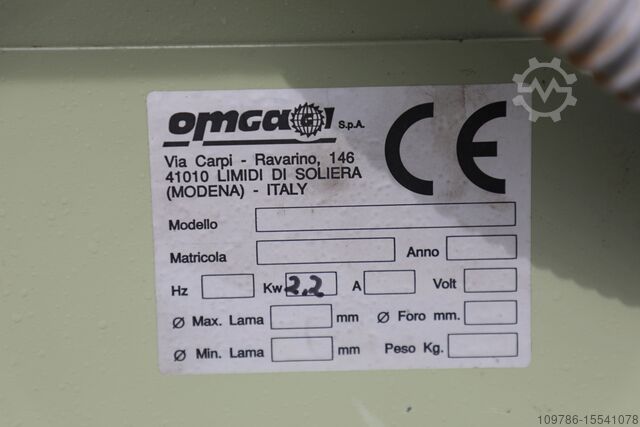 omga S.p.A.
Via Carpi - Ravarino, 146
41010 LIMIDI DI SOLIERA
(MODENA) - ITALY
CE
Modello
Matricola Anno
Hz Kw 2,2 A Volt
Ø Max. Lama mm Ø Foro mm.
Ø Min. Lama mm Peso Kg.
109786-15541078